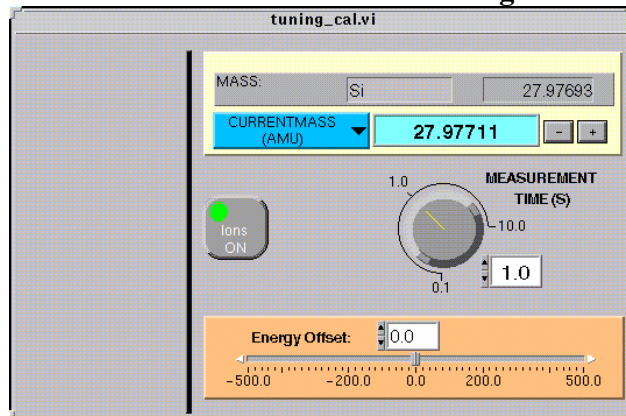 tuning_cal.vi
MASS: Si 27.97693
CURRENTMASS
(AMU) 27.97711 - +
1.0 MEASUREMENT
TIME (S)
Ions
ON
10.0
0.1 1.0
Energy Offset: 0.0
-500.0 -200.0 0.0 200.0 500.0